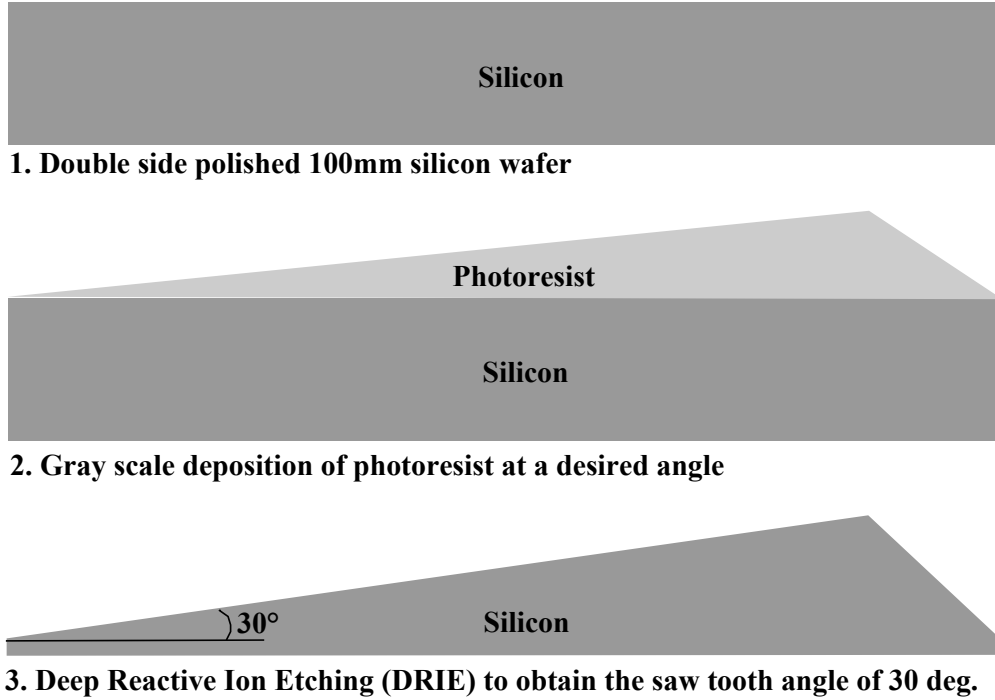 Silicon
1. Double side polished 100mm silicon wafer
Photoresist
Silicon
2. Gray scale deposition of photoresist at a desired angle
30°
Silicon
3. Deep Reactive Ion Etching (DRIE) to obtain the saw tooth angle of 30 deg.